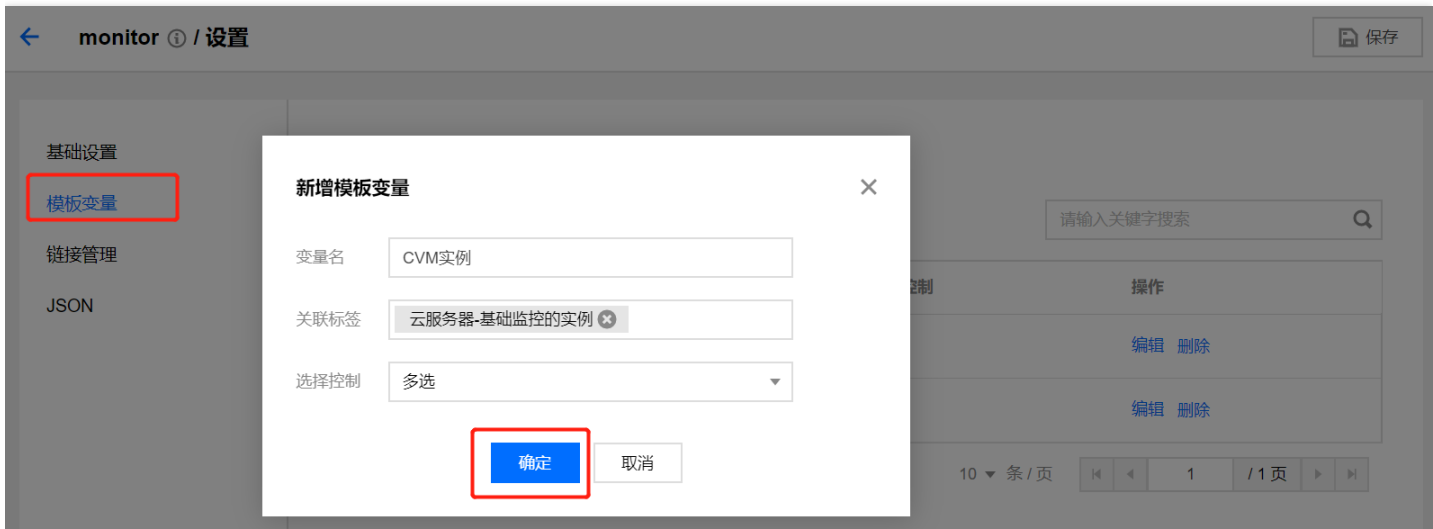 monitor / 设置
保存
基础设置
模板变量
链接管理
JSON
新增模板变量
变量名 CVM实例
关联标签 云服务器-基础监控的实例
选择控制 多选
确定 取消
请输入关键字搜索
控制 操作
编辑 删除
编辑 删除
10 条 / 页 1 / 1 页